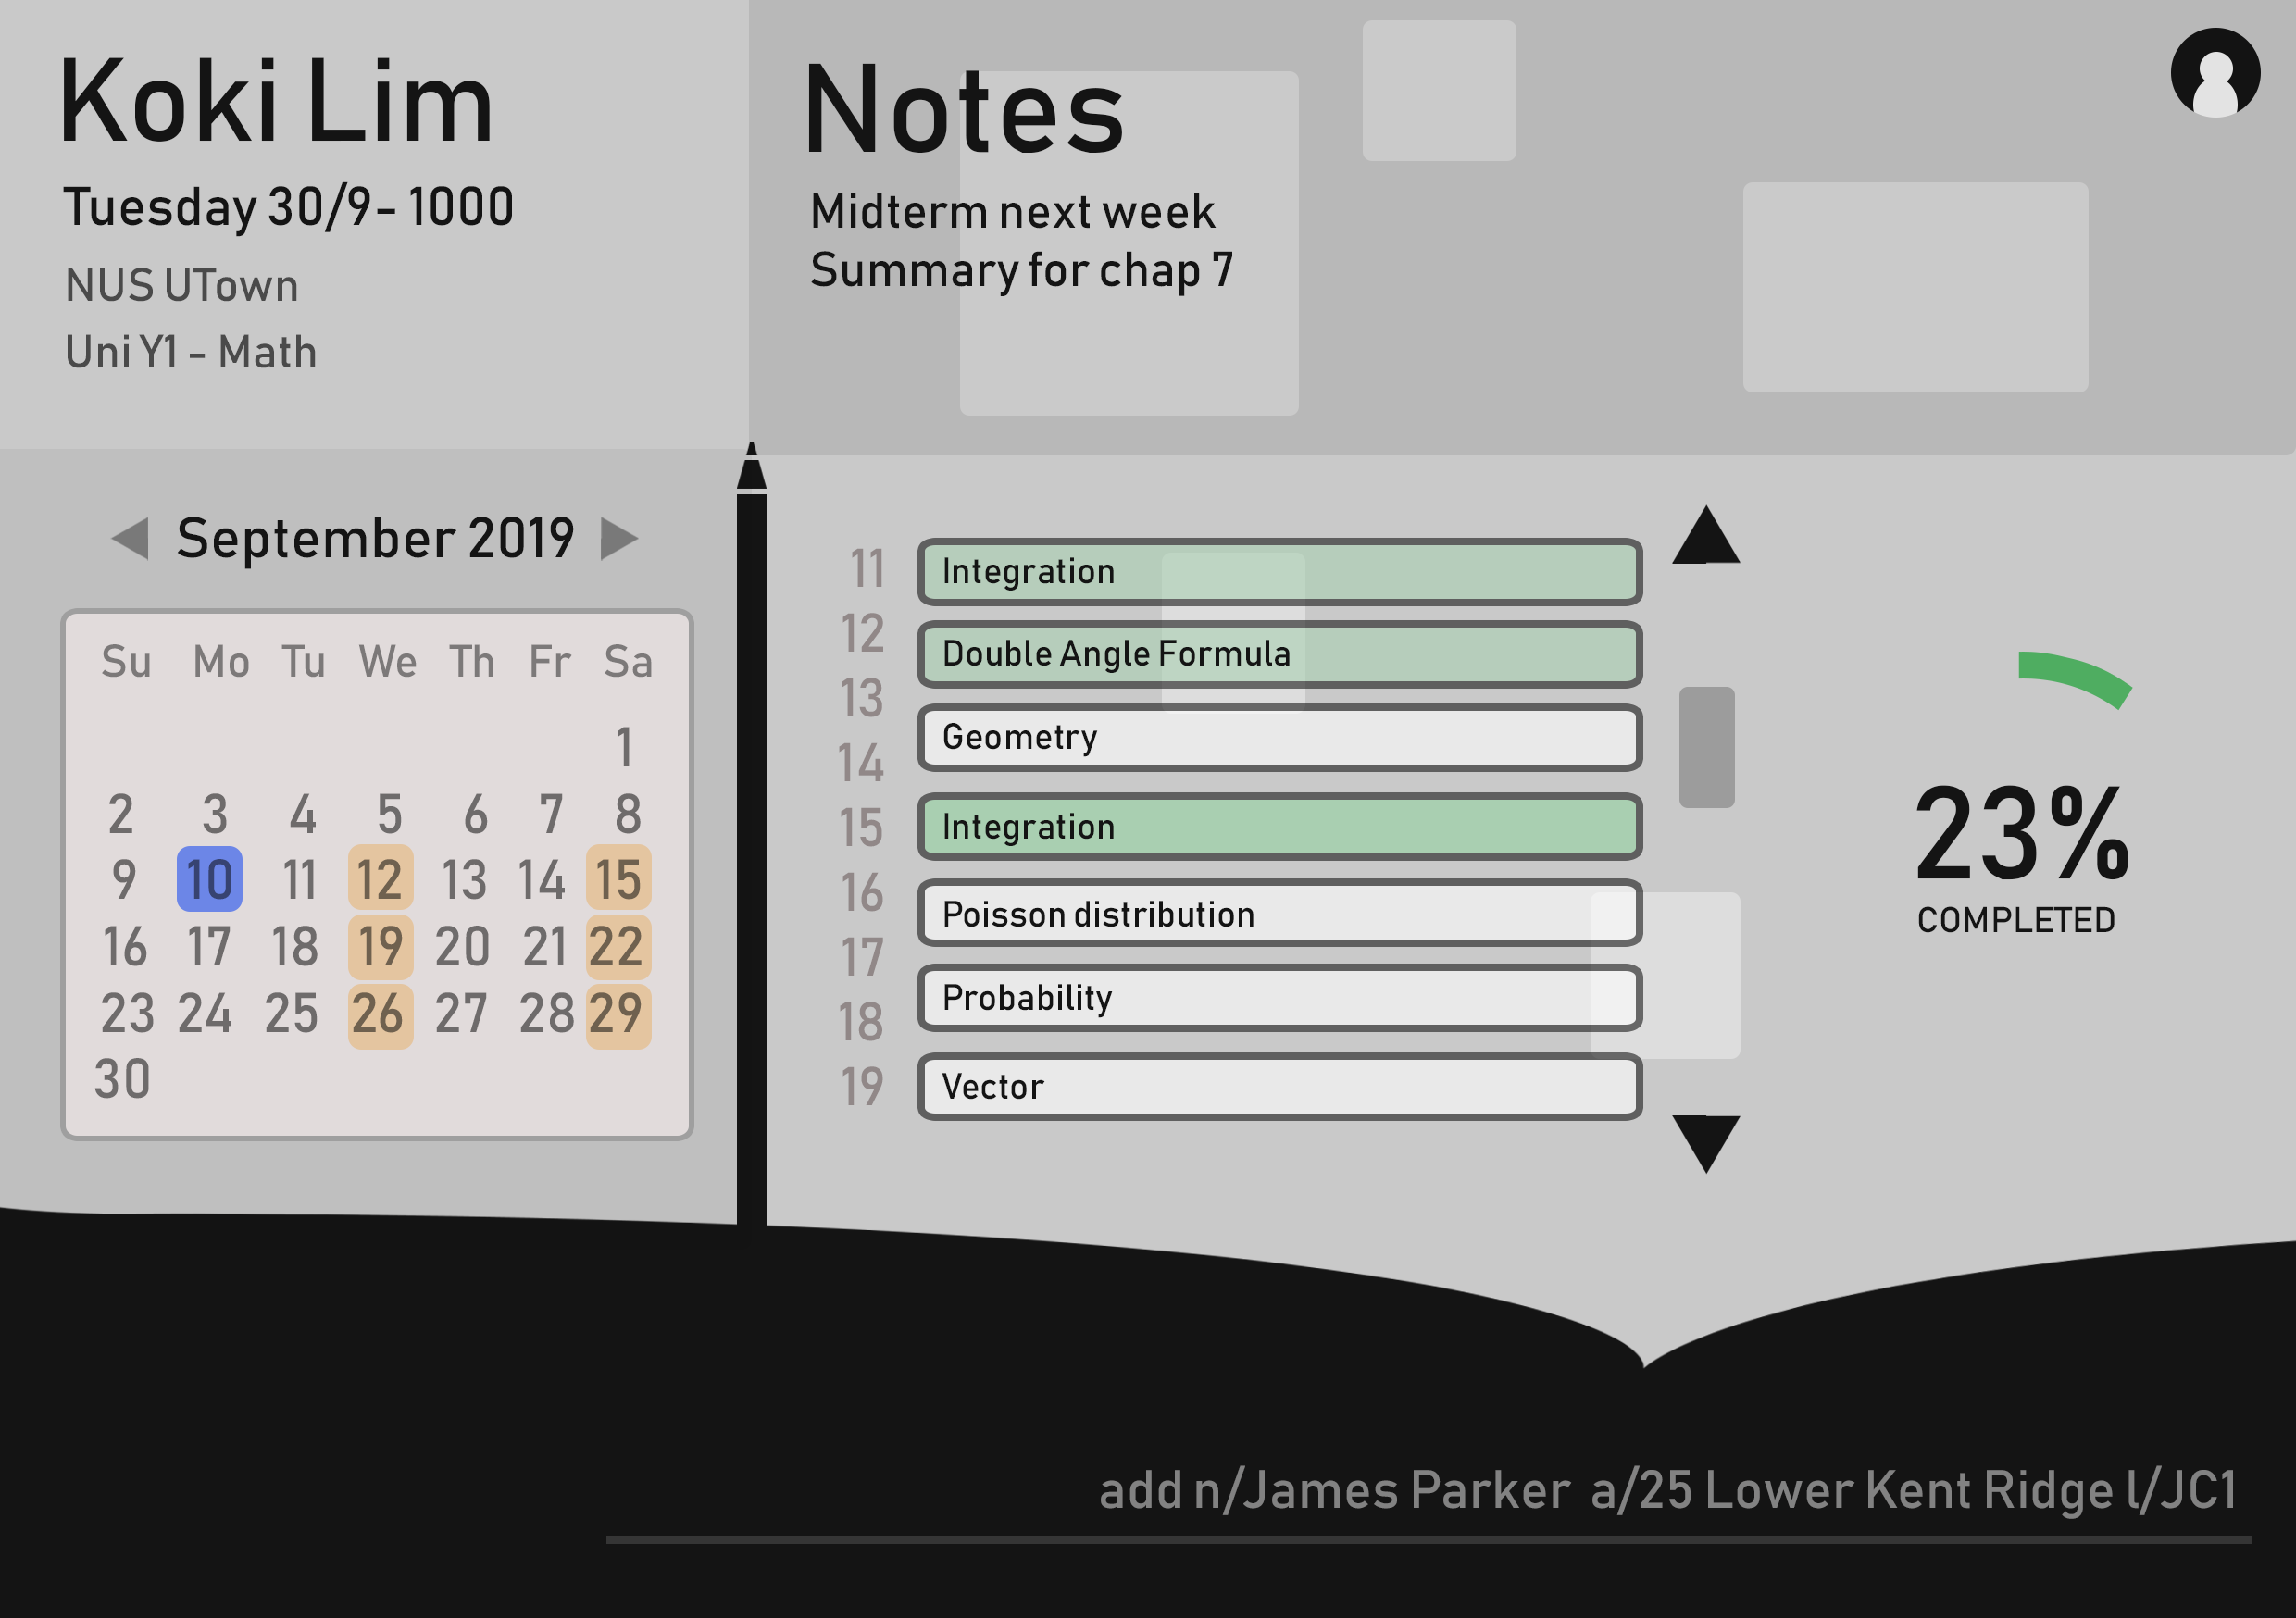 Koki Lim
Tuesday 30/9- 1000
NUS UTown
Uni Y1 - Math
Notes
Midterm next week
Summary for chap 7
September 2019
Su Mo Tu We Th Fr Sa
1
2 3 4 5 6 7 8
9 10 11 12 13 14 15
16 17 18 19 20 21 22
23 24 25 26 27 28 29
30
11 Integration
12 Double Angle Formula
13 Geometry
14
15 Integration
16 Poisson distribution
17 Probability
18
19 Vector
23%
COMPLETED
add n/James Parker a/25 Lower Kent Ridge l/JC1